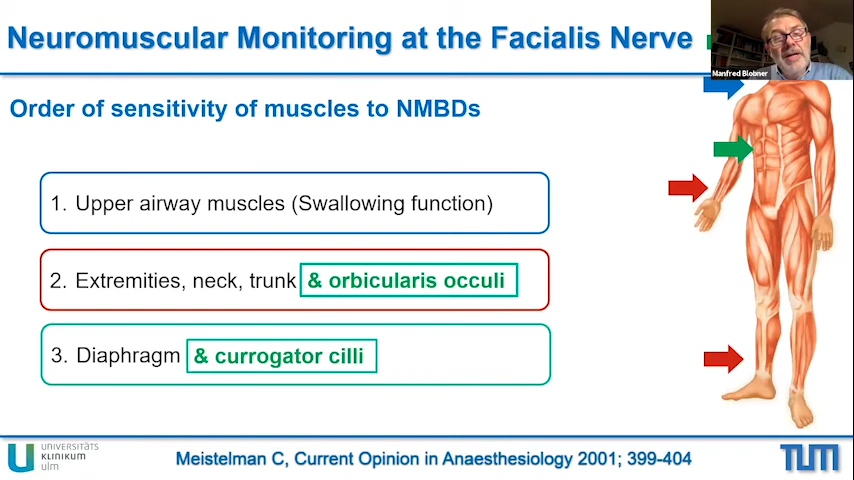 Neuromuscular Monitoring at the Facialis Nerve
Manfred Blobner
Order of sensitivity of muscles to NMBDs
1. Upper airway muscles (Swallowing function)
2. Extremities, neck, trunk & orbicularis occuli
3. Diaphragm & currogator cilli
UNIVERSITÄTS
KLINIKUM
ulm
Meistelman C, Current Opinion in Anaesthesiology 2001; 399-404
TUM